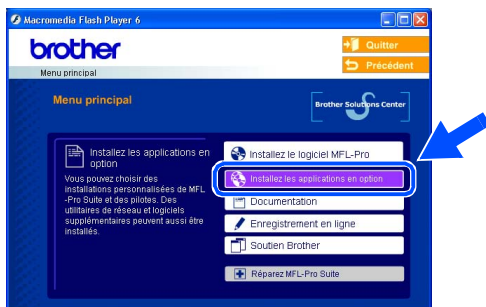 Macromedia Flash Player 6
brother
Quitter
Précédent
Menu principal
Menu principal
Brother Solutions Center
Installez les applications en
option
Vous pouvez choisir des
installations personnalisées de MFL
-Pro Suite et des pilotes. Des
utilitaires de réseau et logiciels
supplémentaires peuvent aussi être
installés.
Installez le logiciel MFL-Pro
Installez les applications en option
Documentation
Enregistrement en ligne
Soutien Brother
Réparez MFL-Pro Suite